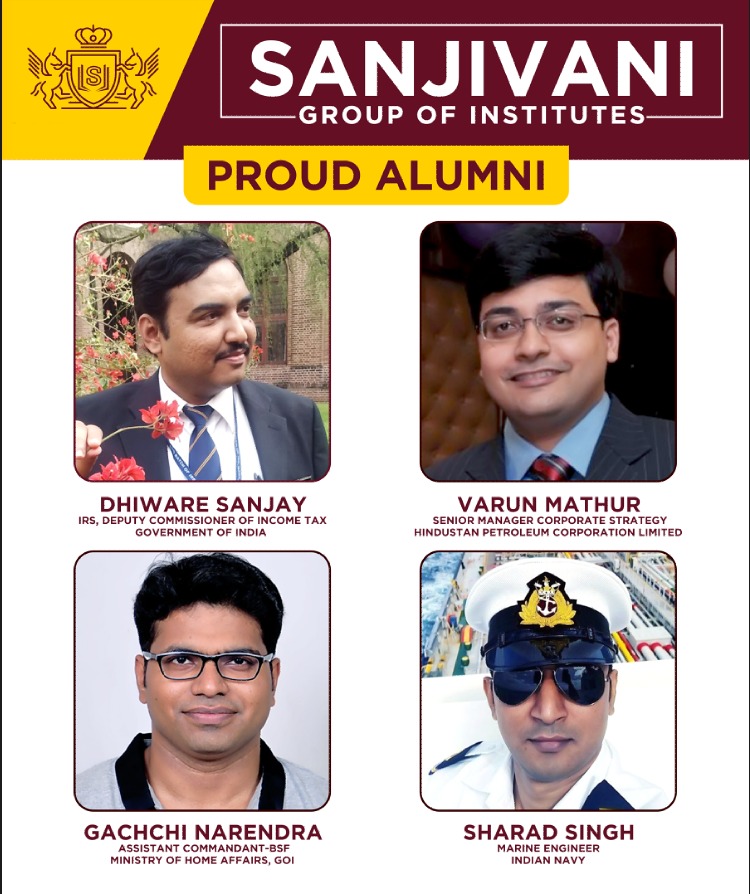 S
SANJIVANI
GROUP OF INSTITUTES
PROUD ALUMNI
DHIWARE SANJAY
IRS, DEPUTY COMMISSIONER OF INCOME TAX
GOVERNMENT OF INDIA
VARUN MATHUR
SENIOR MANAGER CORPORATE STRATEGY
HINDUSTAN PETROLEUM CORPORATION LIMITED
GACHCHI NARENDRA
ASSISTANT COMMANDANT-BSF
MINISTRY OF HOME AFFAIRS, GOI
SHARAD SINGH
MARINE ENGINEER
INDIAN NAVY